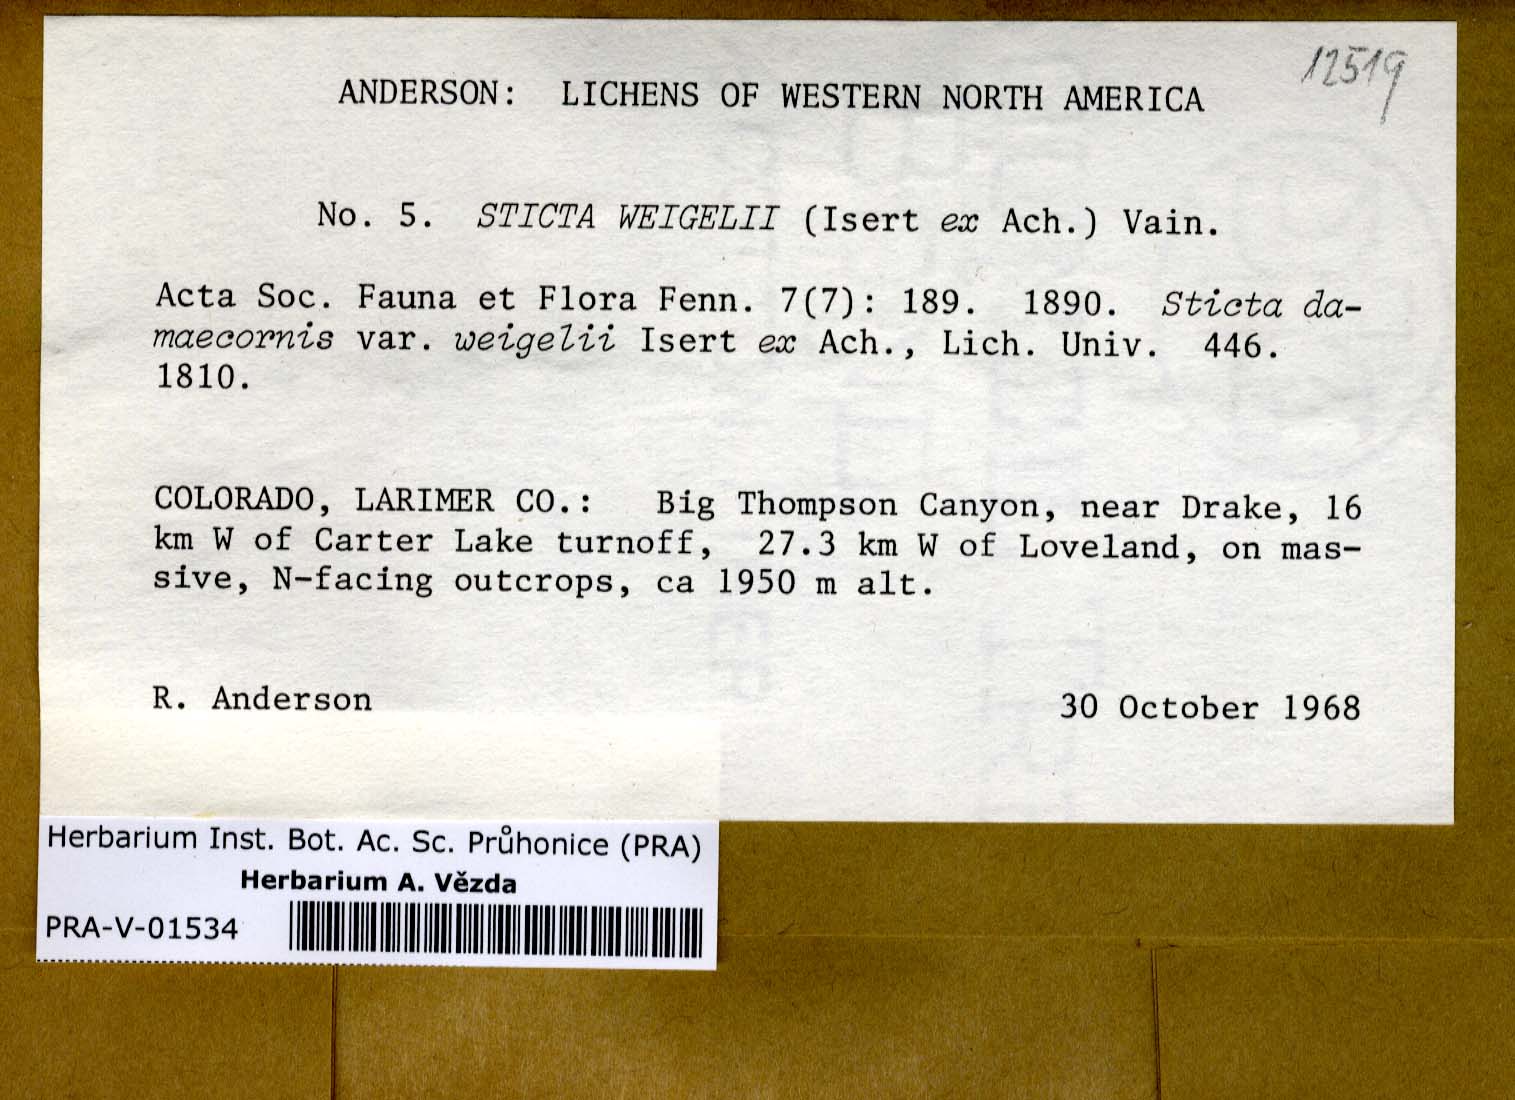 12519
ANDERSON: LICHENS OF WESTERN NORTH AMERICA
No. 5. STICTA WEIGELII (Isert ex Ach.) Vain.
Acta Soc. Fauna et Flora Fenn. 7(7): 189. 1890. Sticta da-
maecornis var. weigelii Isert ex Ach., Lich. Univ. 446.
1810.
COLORADO, LARIMER CO.: Big Thompson Canyon, near Drake, 16
km W of Carter Lake turnoff, 27.3 km W of Loveland, on mas-
sive, N-facing outcrops, ca 1950 m alt.
R. Anderson 30 October 1968
Herbarium Inst. Bot. Ac. Sc. Průhonice (PRA)
Herbarium A. Vězda
PRA-V-01534